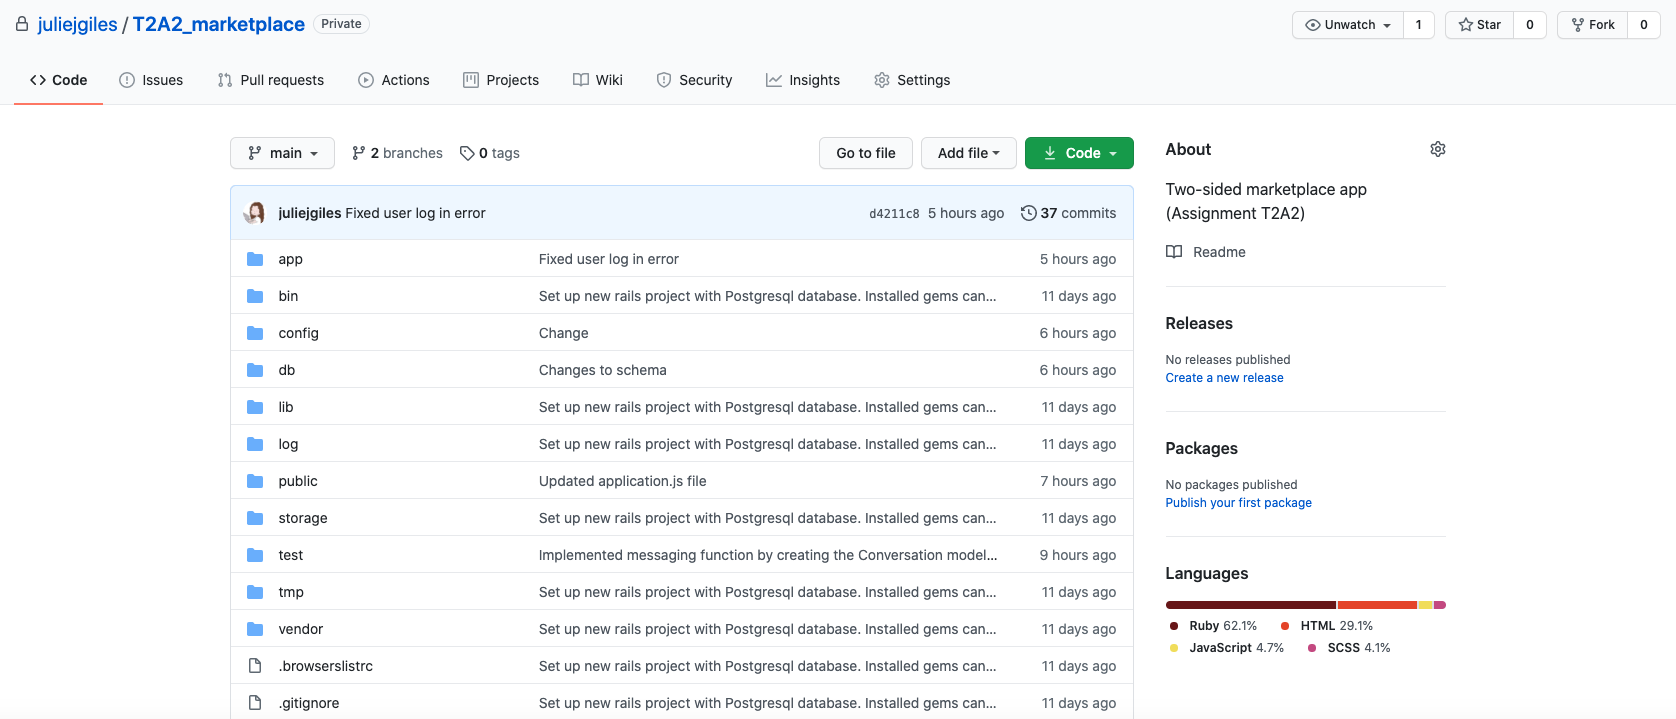 juliejgiles / T2A2_marketplace Private
Unwatch 1 Star 0 Fork 0
Code Issues Pull requests Actions Projects Wiki Security Insights Settings
main 2 branches 0 tags Go to file Add file Code
juliejgiles Fixed user log in error d4211c8 5 hours ago 37 commits
app Fixed user log in error 5 hours ago
bin Set up new rails project with Postgresql database. Installed gems can... 11 days ago
config Change 6 hours ago
db Changes to schema 6 hours ago
lib Set up new rails project with Postgresql database. Installed gems can... 11 days ago
log Set up new rails project with Postgresql database. Installed gems can... 11 days ago
public Updated application.js file 7 hours ago
storage Set up new rails project with Postgresql database. Installed gems can... 11 days ago
test Implemented messaging function by creating the Conversation model... 9 hours ago
tmp Set up new rails project with Postgresql database. Installed gems can... 11 days ago
vendor Set up new rails project with Postgresql database. Installed gems can... 11 days ago
.browserslistrc Set up new rails project with Postgresql database. Installed gems can... 11 days ago
.gitignore Set up new rails project with Postgresql database. Installed gems can... 11 days ago
About
Two-sided marketplace app
(Assignment T2A2)
Readme
Releases
No releases published
Create a new release
Packages
No packages published
Publish your first package
Languages
Ruby 62.1% HTML 29.1%
JavaScript 4.7% SCSS 4.1%